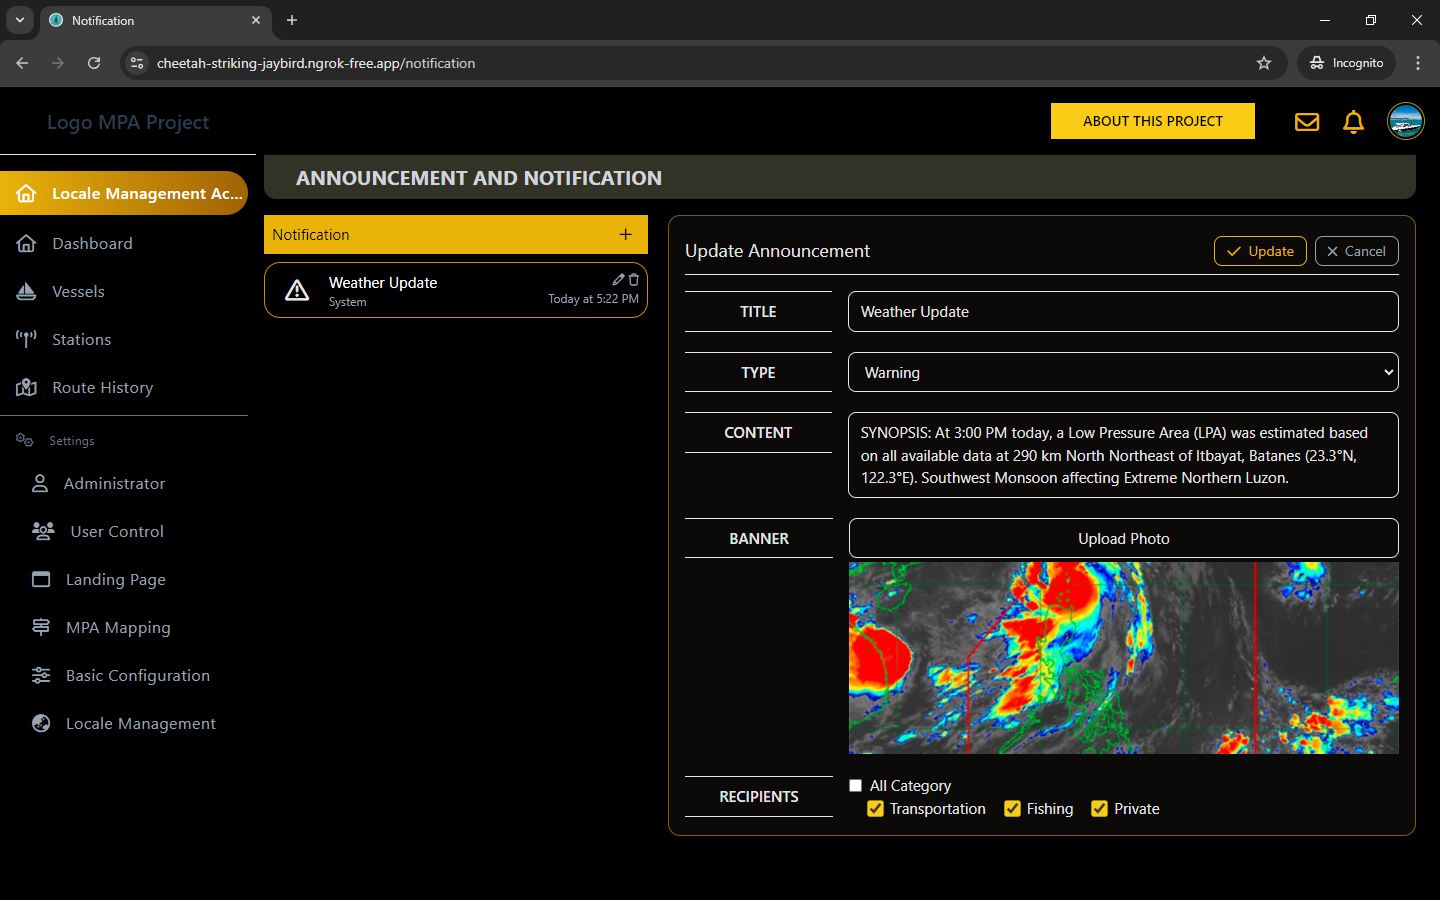 Notification
cheetah-striking-jaybird.ngrok-free.app/notification
Incognito
Logo MPA Project
ABOUT THIS PROJECT
Locale Management Ac...
Dashboard
Vessels
Stations
Route History
Settings
Administrator
User Control
Landing Page
MPA Mapping
Basic Configuration
Locale Management
ANNOUNCEMENT AND NOTIFICATION
Notification
Weather Update
System
Today at 5:22 PM
Update Announcement
Update
Cancel
TITLE
Weather Update
TYPE
Warning
CONTENT
SYNOPSIS: At 3:00 PM today, a Low Pressure Area (LPA) was estimated based
on all available data at 290 km North Northeast of Itbayat, Batanes (23.3°N,
122.3°E). Southwest Monsoon affecting Extreme Northern Luzon.
BANNER
Upload Photo
RECIPIENTS
All Category
Transportation
Fishing
Private